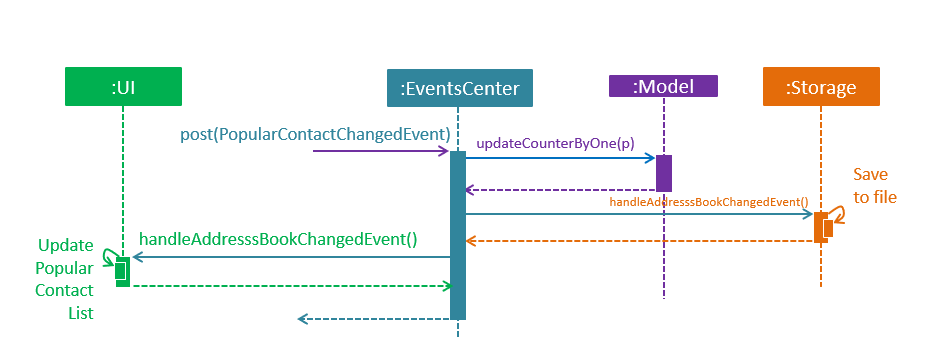 :UI
:EventsCenter
:Model
:Storage
post(PopularContactChangedEvent)
updateCounterByOne(p)
Save
to file
handleAddresssBookChangedEvent()
handleAddresssBookChangedEvent()
Update
Popular
Contact
List